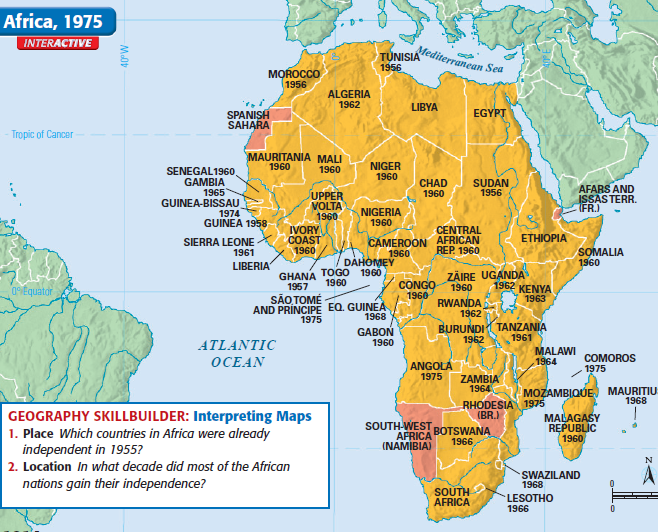 Africa, 1975
INTERACTIVE
40°W
0°
40°E
Mediterranean Sea
TUNISIA
1956
MOROCCO
1956
ALGERIA
1962
LIBYA
EGYPT
SPANISH
SAHARA
Tropic of Cancer
MAURITANIA
1960
MALI
1960
NIGER
1960
CHAD
1960
SUDAN
1956
AFARS AND
ISSAS TERR.
(FR.)
SENEGAL1960
GAMBIA
1965
GUINEA-BISSAU
1974
GUINEA 1958
UPPER
VOLTA
1960
NIGERIA
1960
SIERRA LEONE
1961
IVORY
COAST
1960
LIBERIA
CAMEROON
1960
CENTRAL
AFRICAN
REP. 1960
ETHIOPIA
SOMALIA
1960
GHANA
1957
TOGO
1960
DAHOMEY
1960
CONGO
1960
ZAIRE
1960
UGANDA
1962
KENYA
1963
0° Equator
SÃO TOMÉ
AND PRÍNCIPE
1975
EQ. GUINEA
1968
GABON
1960
RWANDA
1962
BURUNDI
1962
TANZANIA
1961
ATLANTIC
OCEAN
ANGOLA
1975
ZAMBIA
1964
MALAWI
1964
COMOROS
1975
MOZAMBIQUE
1975
MAURITIU
1968
RHODESIA
(BR.)
MALAGASY
REPUBLIC
1960
SOUTH-WEST
AFRICA
(NAMIBIA)
BOTSWANA
1966
SWAZILAND
1968
LESOTHO
1966
SOUTH
AFRICA
N
0
0
GEOGRAPHY SKILLBUILDER: Interpreting Maps
1. Place Which countries in Africa were already
independent in 1955?
2. Location In what decade did most of the African
nations gain their independence?